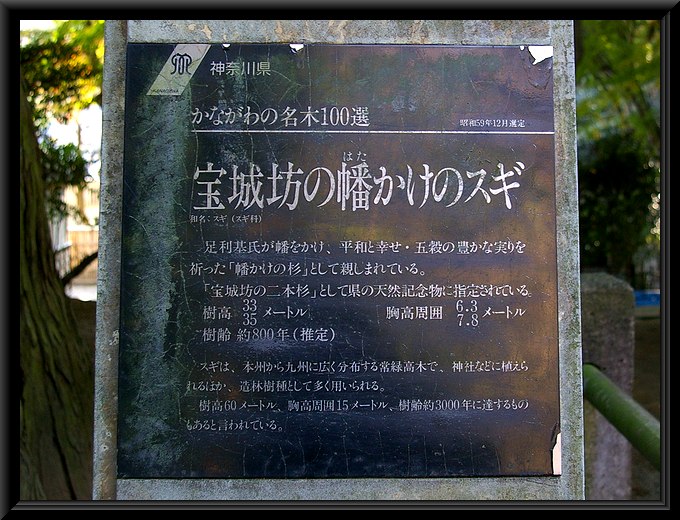 神奈川県
かながわの名木100選
昭和59年12月選定
はた
宝城坊の幡かけのスギ
和名：スギ（スギ科）
足利基氏が幡をかけ、平和と幸せ・五穀の豊かな実りを
祈った「幡かけの杉」として親しまれている。
「宝城坊の二本杉」として県の天然記念物に指定されている。
樹高 33 35 メートル 胸高周囲 6.3 7.8 メートル
樹齢 約800年（推定）
スギは、本州から九州に広く分布する常緑高木で、神社などに植えら
れるほか、造林樹種として多く用いられる。
樹高60メートル、胸高周囲15メートル、樹齢約3000年に達するもの
もあると言われている。